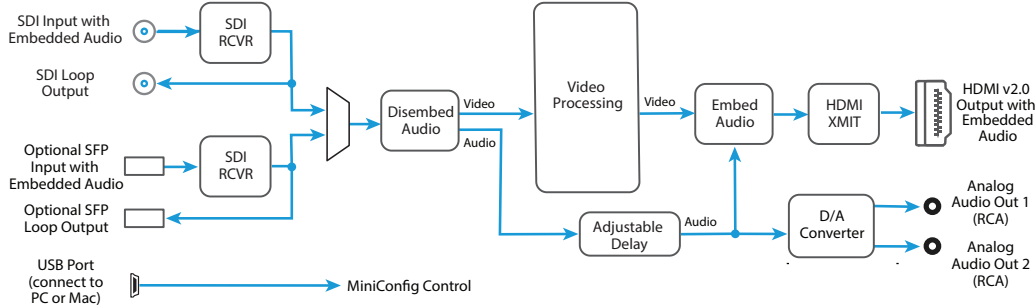 SDI Input with
Embedded Audio
SDI
RCVR
SDI Loop
Output
Optional SFP
Input with
Embedded Audio
SDI
RCVR
Optional SFP
Loop Output
USB Port
(connect to
PC or Mac)
MiniConfig Control
Disembed
Audio
Video
Audio
Video
Processing
Video
Adjustable
Delay
Audio
Embed
Audio
HDMI
XMIT
HDMI v2.0
Output with
Embedded
Audio
D/A
Converter
Analog
Audio Out 1
(RCA)
Analog
Audio Out 2
(RCA)